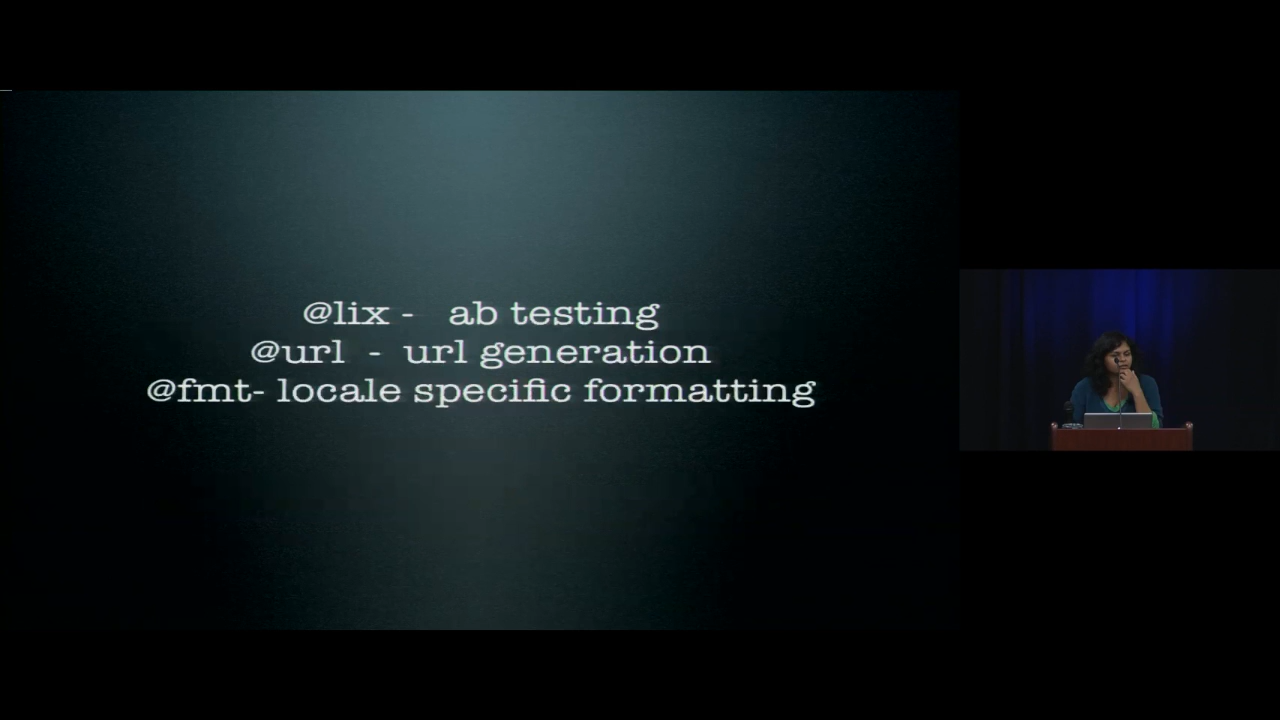 @lix - ab testing
@url - url generation
@fmt- locale specific formatting